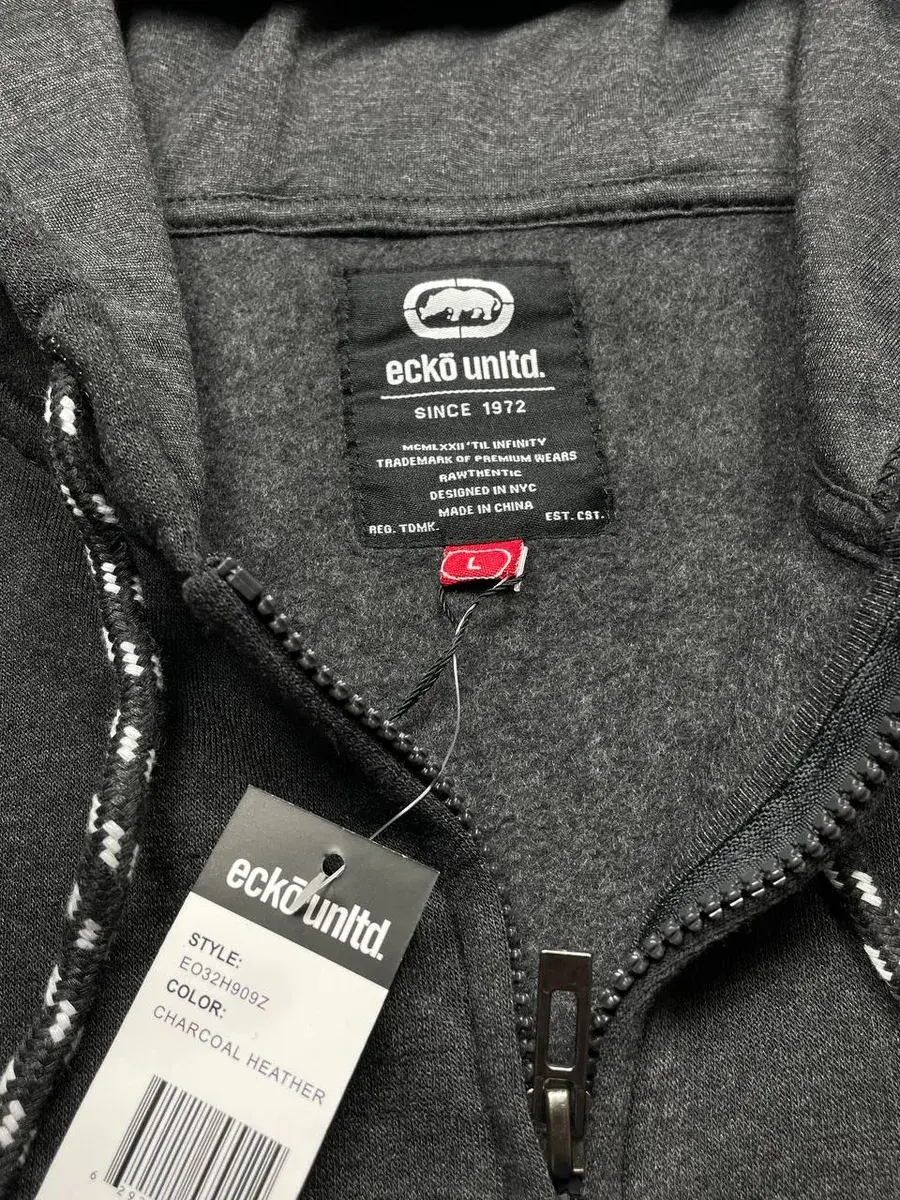 eckō unltd.
SINCE 1972
MCMLXXII 'TIL INFINITY
TRADEMARK OF PREMIUM WEARS
RAWTHENTIC
DESIGNED IN NYC
MADE IN CHINA
REG. TDMK. EST. CST.
L
eckō unltd.
STYLE:
EO32H909Z
COLOR:
CHARCOAL HEATHER